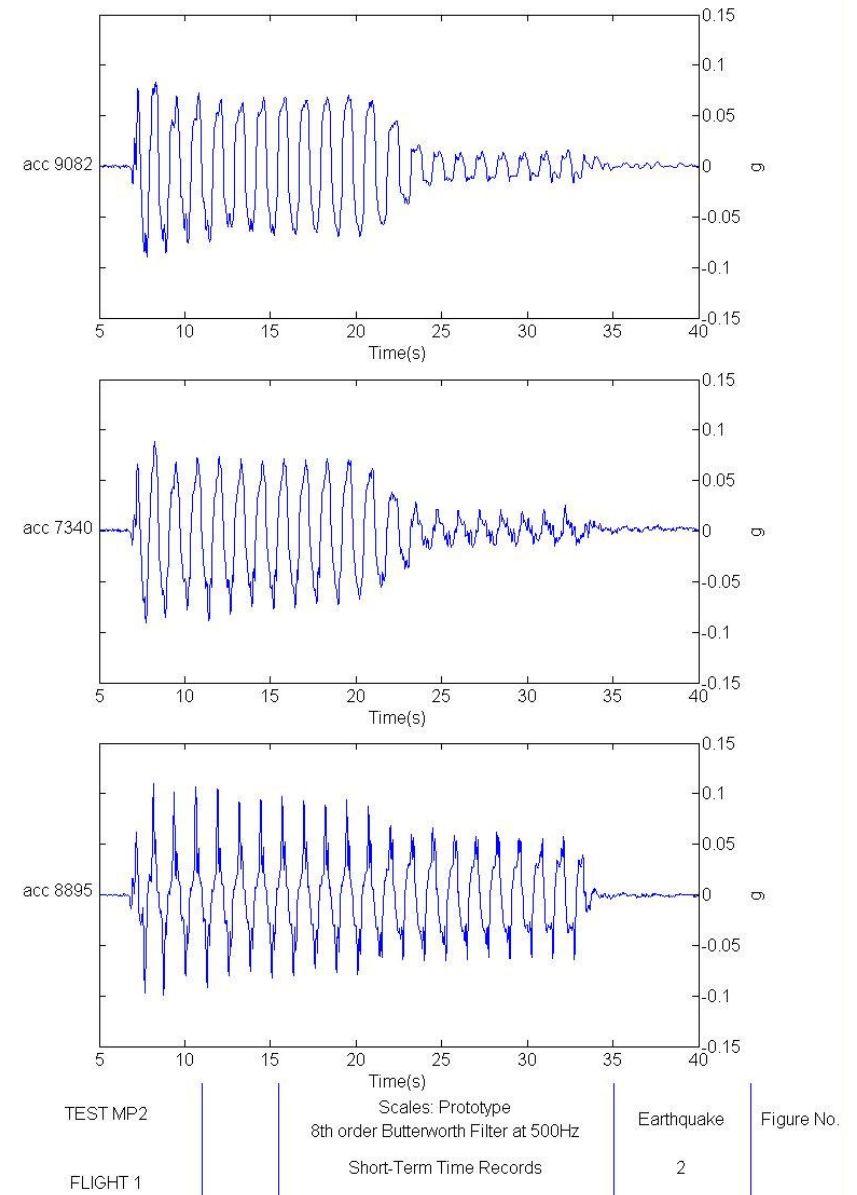 0.15
0.1
0.05
acc 9082
0
g
-0.05
-0.1
-0.15
5 10 15 20 25 30 35 40
Time(s)
0.15
0.1
0.05
acc 7340
0
g
-0.05
-0.1
-0.15
5 10 15 20 25 30 35 40
Time(s)
0.15
0.1
0.05
acc 8895
0
g
-0.05
-0.1
-0.15
5 10 15 20 25 30 35 40
Time(s)
TEST MP2
Scales: Prototype
8th order Butterworth Filter at 500Hz
Earthquake
Figure No.
Short-Term Time Records
2
FLIGHT 1